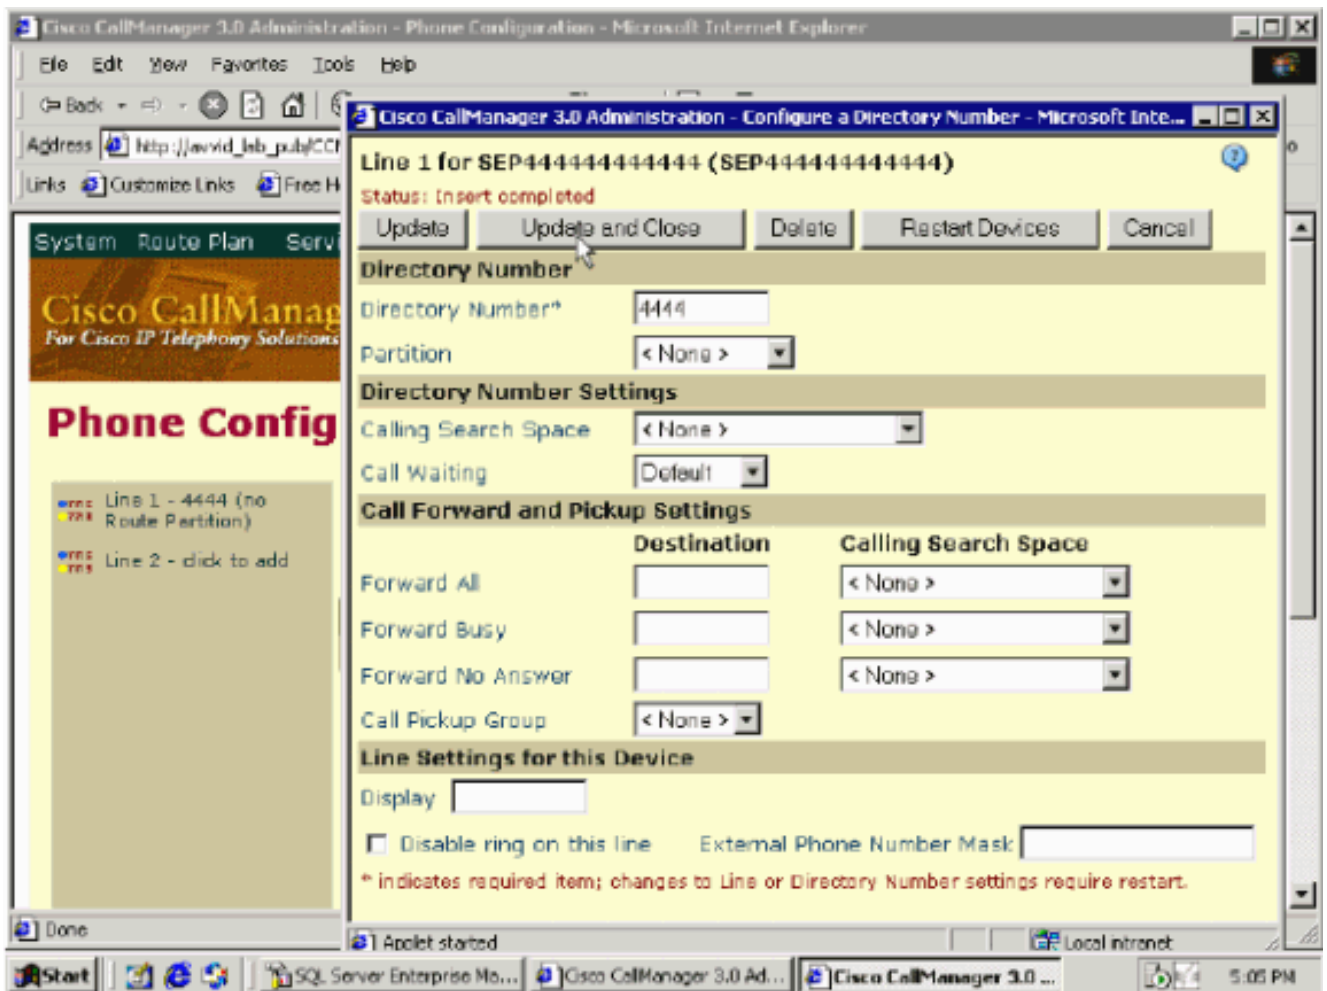 Cisco CallManager 3.0 Administration - Phone Configuration - Microsoft Internet Explorer
File Edit View Favorites Tools Help
Back
Address http://avvid_lab_pub/CCM
Links Customize Links Free H
Cisco CallManager 3.0 Administration - Configure a Directory Number - Microsoft Inte...
Line 1 for SEP444444444444 (SEP444444444444)
Status: Insert completed
Update Update and Close Delete Restart Devices Cancel
System Route Plan Servi
Cisco CallManag
For Cisco IP Telephony Solutions
Phone Config
Line 1 - 4444 (no
Route Partition)
Line 2 - click to add
Directory Number
Directory Number* 4444
Partition < None >
Directory Number Settings
Calling Search Space < None >
Call Waiting Default
Call Forward and Pickup Settings
Destination Calling Search Space
Forward All < None >
Forward Busy < None >
Forward No Answer < None >
Call Pickup Group < None >
Line Settings for this Device
Display
Disable ring on this line External Phone Number Mask
* indicates required item; changes to Line or Directory Number settings require restart.
Done
Applet started Local intranet
Start SQL Server Enterprise Ma... Cisco CallManager 3.0 Ad... Cisco CallManager 3.0 ... 5:05 PM